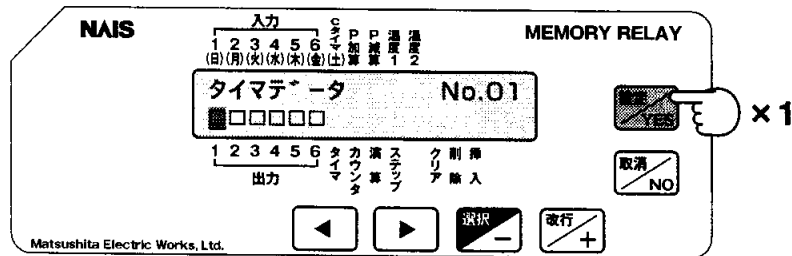 NAIS
MEMORY RELAY
入力
1 2 3 4 5 6 Cタイマ P加算 P減算 温度1 温度2
(日)(月)(火)(水)(木)(金)(土)
タイマデータ No.01
1 2 3 4 5 6 タイマ カウンタ 演算 ステップ クリア 削除 挿入
出力
設定 YES
×1
取消 NO
選択 −
改行 +
Matsushita Electric Works, Ltd.